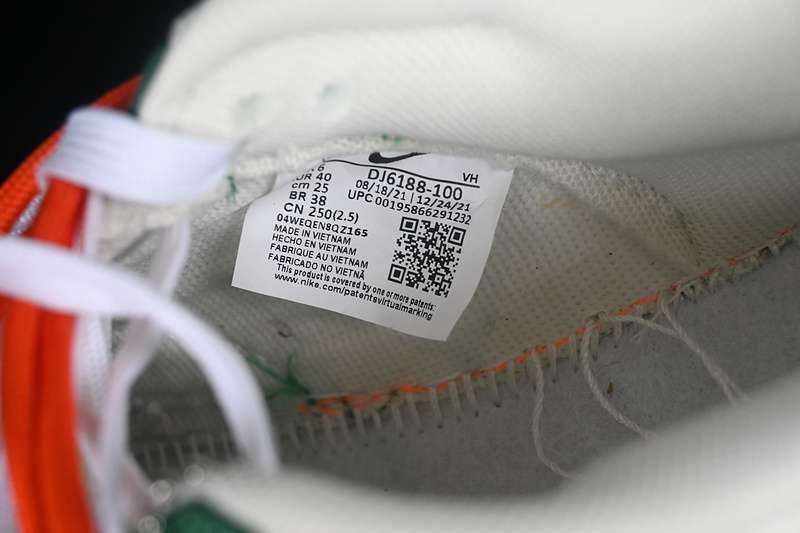 VH
6
UR 40
DJ6188-100
cm 25
08/18/21 | 12/24/21
BR 38
UPC 00195866291232
CN 250(2.5)
04WEQEN8QZ165
MADE IN VIETNAM
HECHO EN VIETNAM
FABRIQUE AU VIETNAM
FABRICADO NO VIETNÃ
This product is covered by one or more patents:
www.nike.com/patentsvirtualmarking